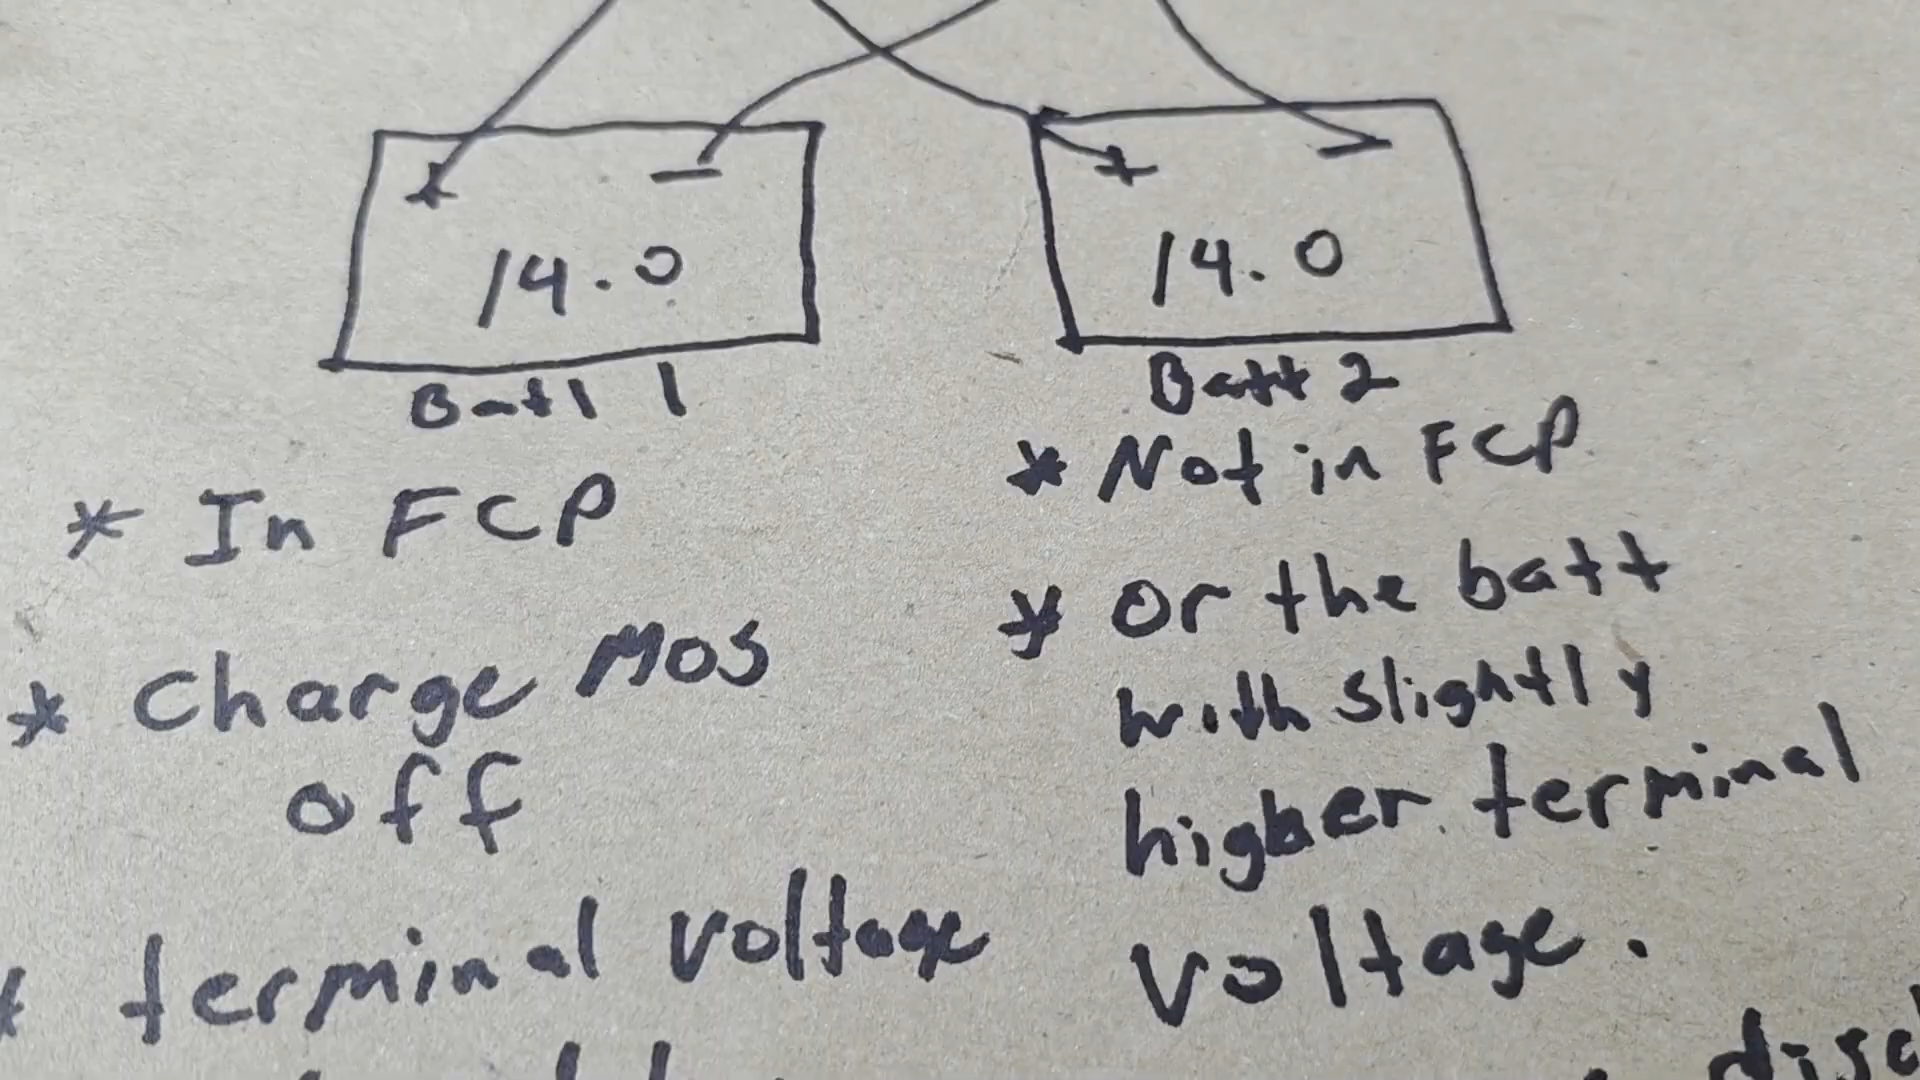 + -
14.0
Batt 1
* In FCP
* Charge MOS
off
* terminal voltage
+ -
14.0
Batt 2
* Not in FCP
* or the batt
with slightly
higher terminal
voltage.